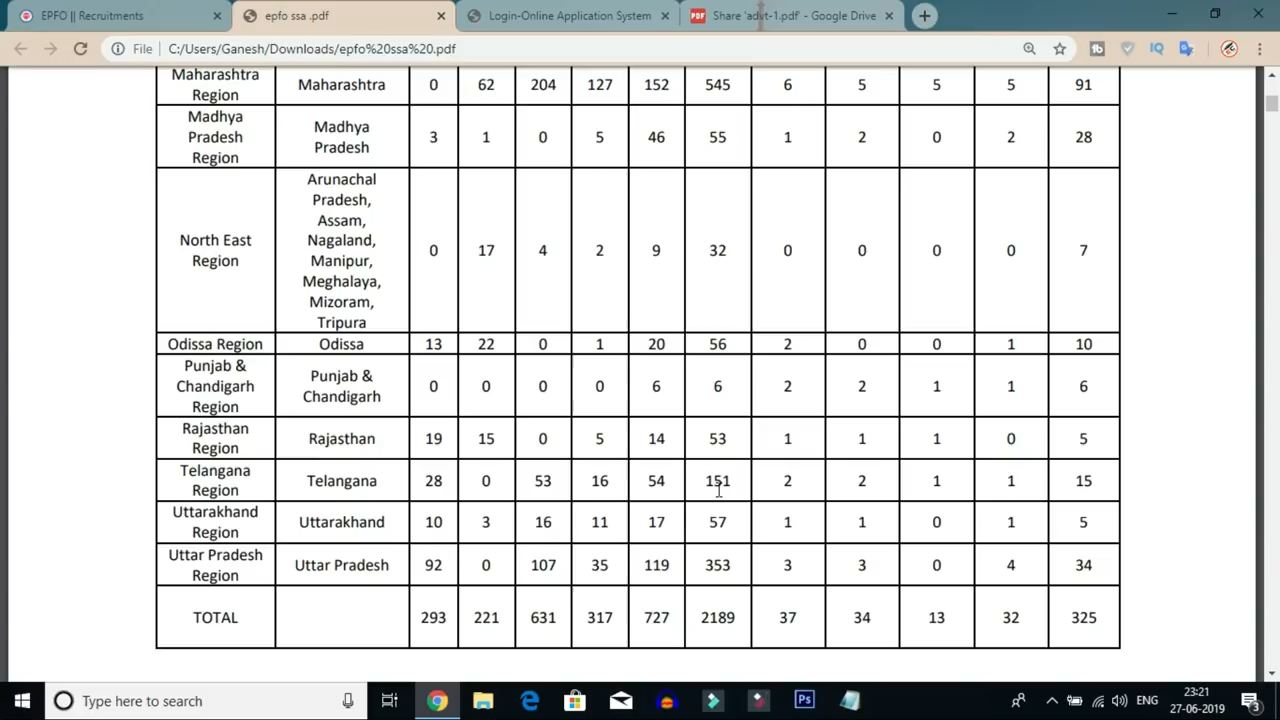 EPFO || Recruitments
epfo ssa .pdf
Login-Online Application System
PDF Share 'advt-1.pdf' - Google Drive
File C:/Users/Ganesh/Downloads/epfo%20ssa%20.pdf
Maharashtra
Region
Maharashtra 0 62 204 127 152 545 6 5 5 5 91
Madhya
Pradesh
Region
Madhya
Pradesh
3 1 0 5 46 55 1 2 0 2 28
North East
Region
Arunachal
Pradesh,
Assam,
Nagaland,
Manipur,
Meghalaya,
Mizoram,
Tripura
0 17 4 2 9 32 0 0 0 0 7
Odissa Region Odissa 13 22 0 1 20 56 2 0 0 1 10
Punjab &
Chandigarh
Region
Punjab &
Chandigarh
0 0 0 0 6 6 2 2 1 1 6
Rajasthan
Region
Rajasthan 19 15 0 5 14 53 1 1 1 0 5
Telangana
Region
Telangana 28 0 53 16 54 151 2 2 1 1 15
Uttarakhand
Region
Uttarakhand 10 3 16 11 17 57 1 1 0 1 5
Uttar Pradesh
Region
Uttar Pradesh 92 0 107 35 119 353 3 3 0 4 34
TOTAL 293 221 631 317 727 2189 37 34 13 32 325
Type here to search
Ps
ENG
23:21
27-06-2019
3